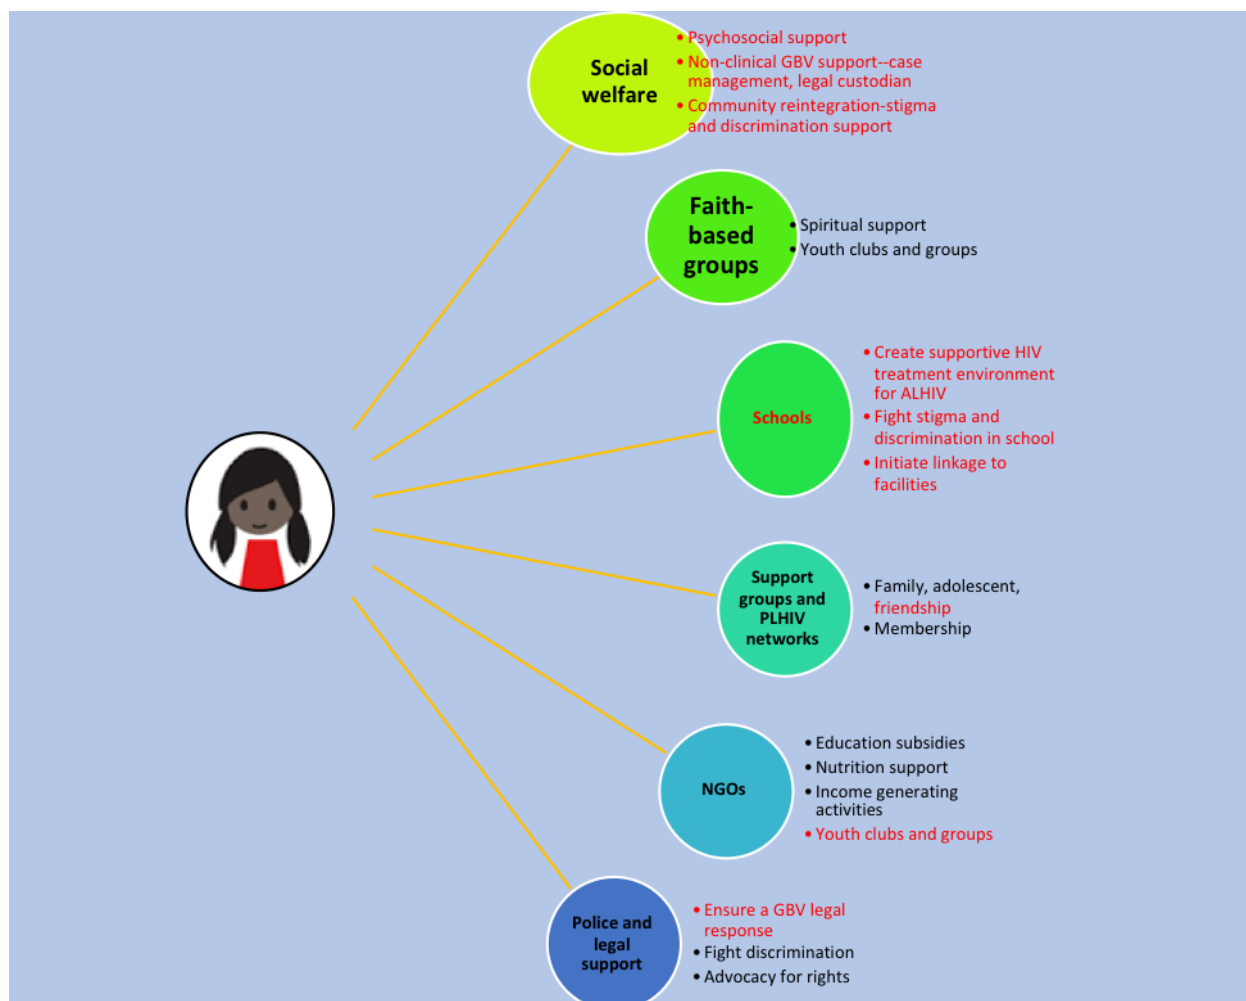 Social
welfare
• Psychosocial support
• Non-clinical GBV support--case
management, legal custodian
• Community reintegration-stigma
and discrimination support
Faith-
based
groups
• Spiritual support
• Youth clubs and groups
Schools
• Create supportive HIV
treatment environment
for ALHIV
• Fight stigma and
discrimination in school
• Initiate linkage to
facilities
Support
groups and
PLHIV
networks
• Family, adolescent,
friendship
• Membership
NGOs
• Education subsidies
• Nutrition support
• Income generating
activities
• Youth clubs and groups
Police and
legal
support
• Ensure a GBV legal
response
• Fight discrimination
• Advocacy for rights